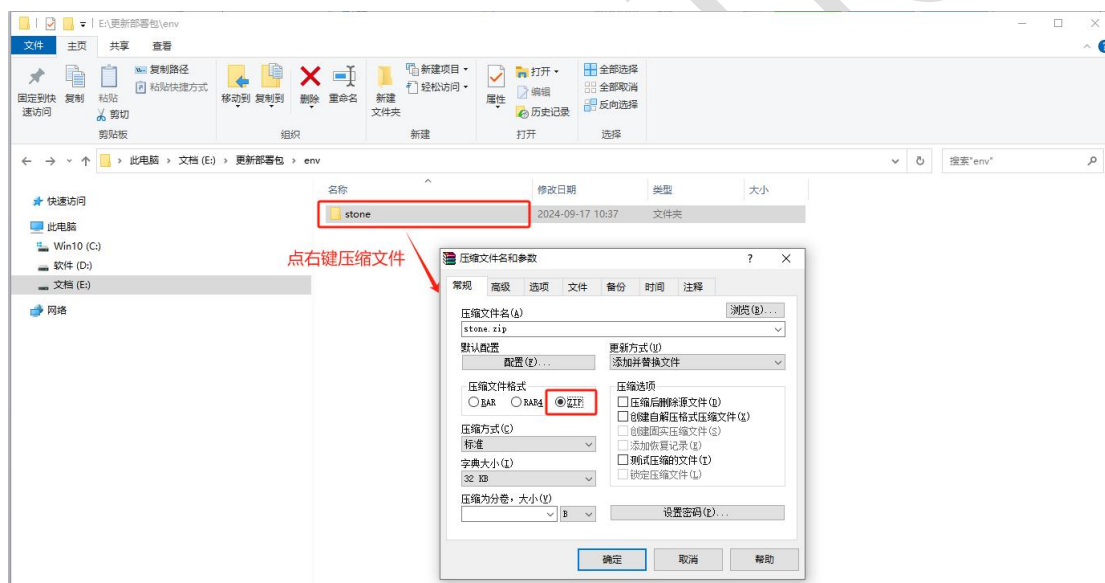 E:\更新部署包\env
文件 主页 共享 查看
固定到快速访问
复制
粘贴
复制路径
粘贴快捷方式
剪切
移动到 复制到 删除 重命名
新建文件夹
新建项目
轻松访问
属性
打开
编辑
历史记录
全部选择
全部取消
反向选择
剪贴板 组织 新建 打开 选择
此电脑 › 文档 (E:) › 更新部署包 › env
搜索"env"
名称 修改日期 类型 大小
stone 2024-09-17 10:37 文件夹
快速访问
此电脑
Win10 (C:)
软件 (D:)
文档 (E:)
网络
点右键压缩文件
压缩文件名和参数 ? ×
常规 高级 选项 文件 备份 时间 注释
压缩文件名(A) 浏览(B)...
stone.zip
默认配置 更新方式(U)
配置(F)... 添加并替换文件
压缩文件格式 压缩选项
RAR RAR4 ZIP 压缩后删除源文件(D)
创建自解压格式压缩文件(X)
压缩方式(C) 创建固实压缩文件(S)
标准 添加恢复记录(E)
字典大小(I) 测试压缩的文件(T)
32 KB 锁定压缩文件(L)
压缩为分卷，大小(V)
B 设置密码(P)...
确定 取消 帮助